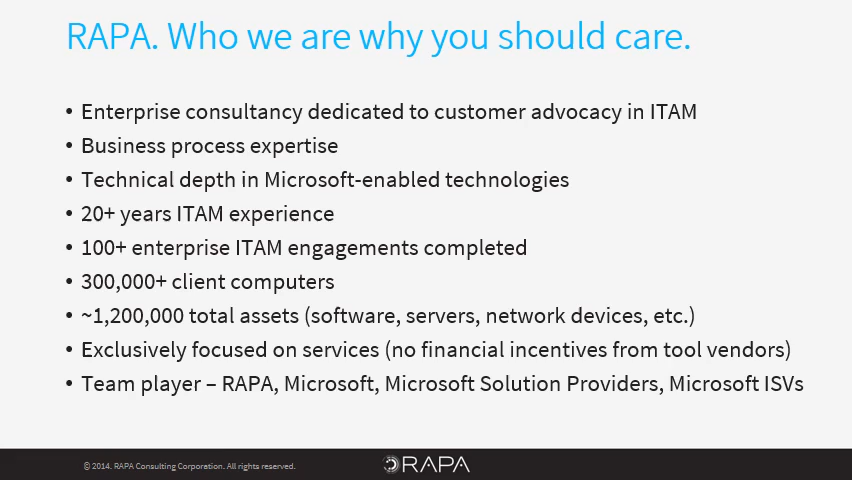 RAPA. Who we are why you should care.
• Enterprise consultancy dedicated to customer advocacy in ITAM
• Business process expertise
• Technical depth in Microsoft-enabled technologies
• 20+ years ITAM experience
• 100+ enterprise ITAM engagements completed
• 300,000+ client computers
• ~1,200,000 total assets (software, servers, network devices, etc.)
• Exclusively focused on services (no financial incentives from tool vendors)
• Team player – RAPA, Microsoft, Microsoft Solution Providers, Microsoft ISVs
© 2014. RAPA Consulting Corporation. All rights reserved.
RAPA